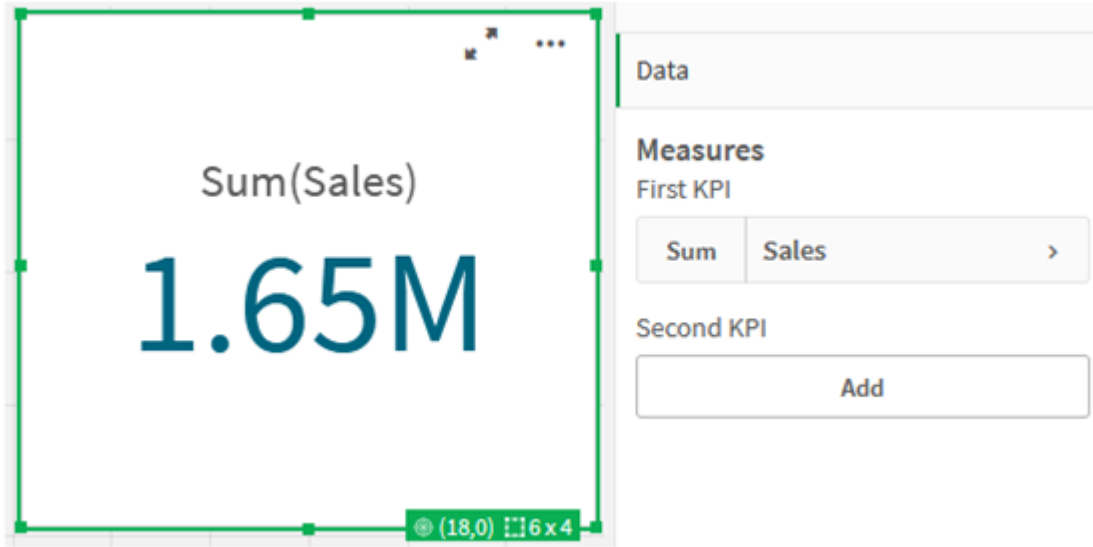 Sum(Sales)
1.65M
(18,0) 6 x 4
Data
Measures
First KPI
Sum Sales
Second KPI
Add